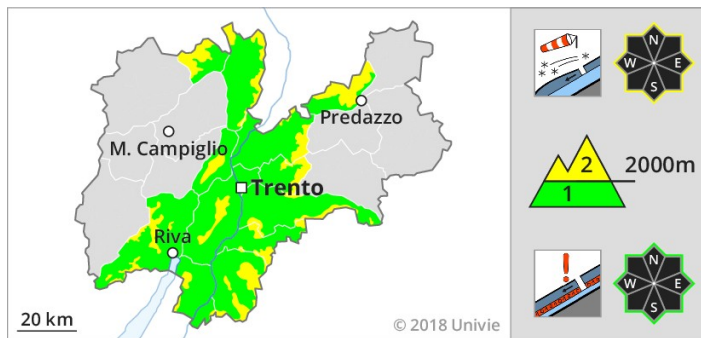 Predazzo
M. Campiglio
Trento
Riva
20 km
© 2018 Univie
N
W E
S
2 2000m
1
N
W E
S